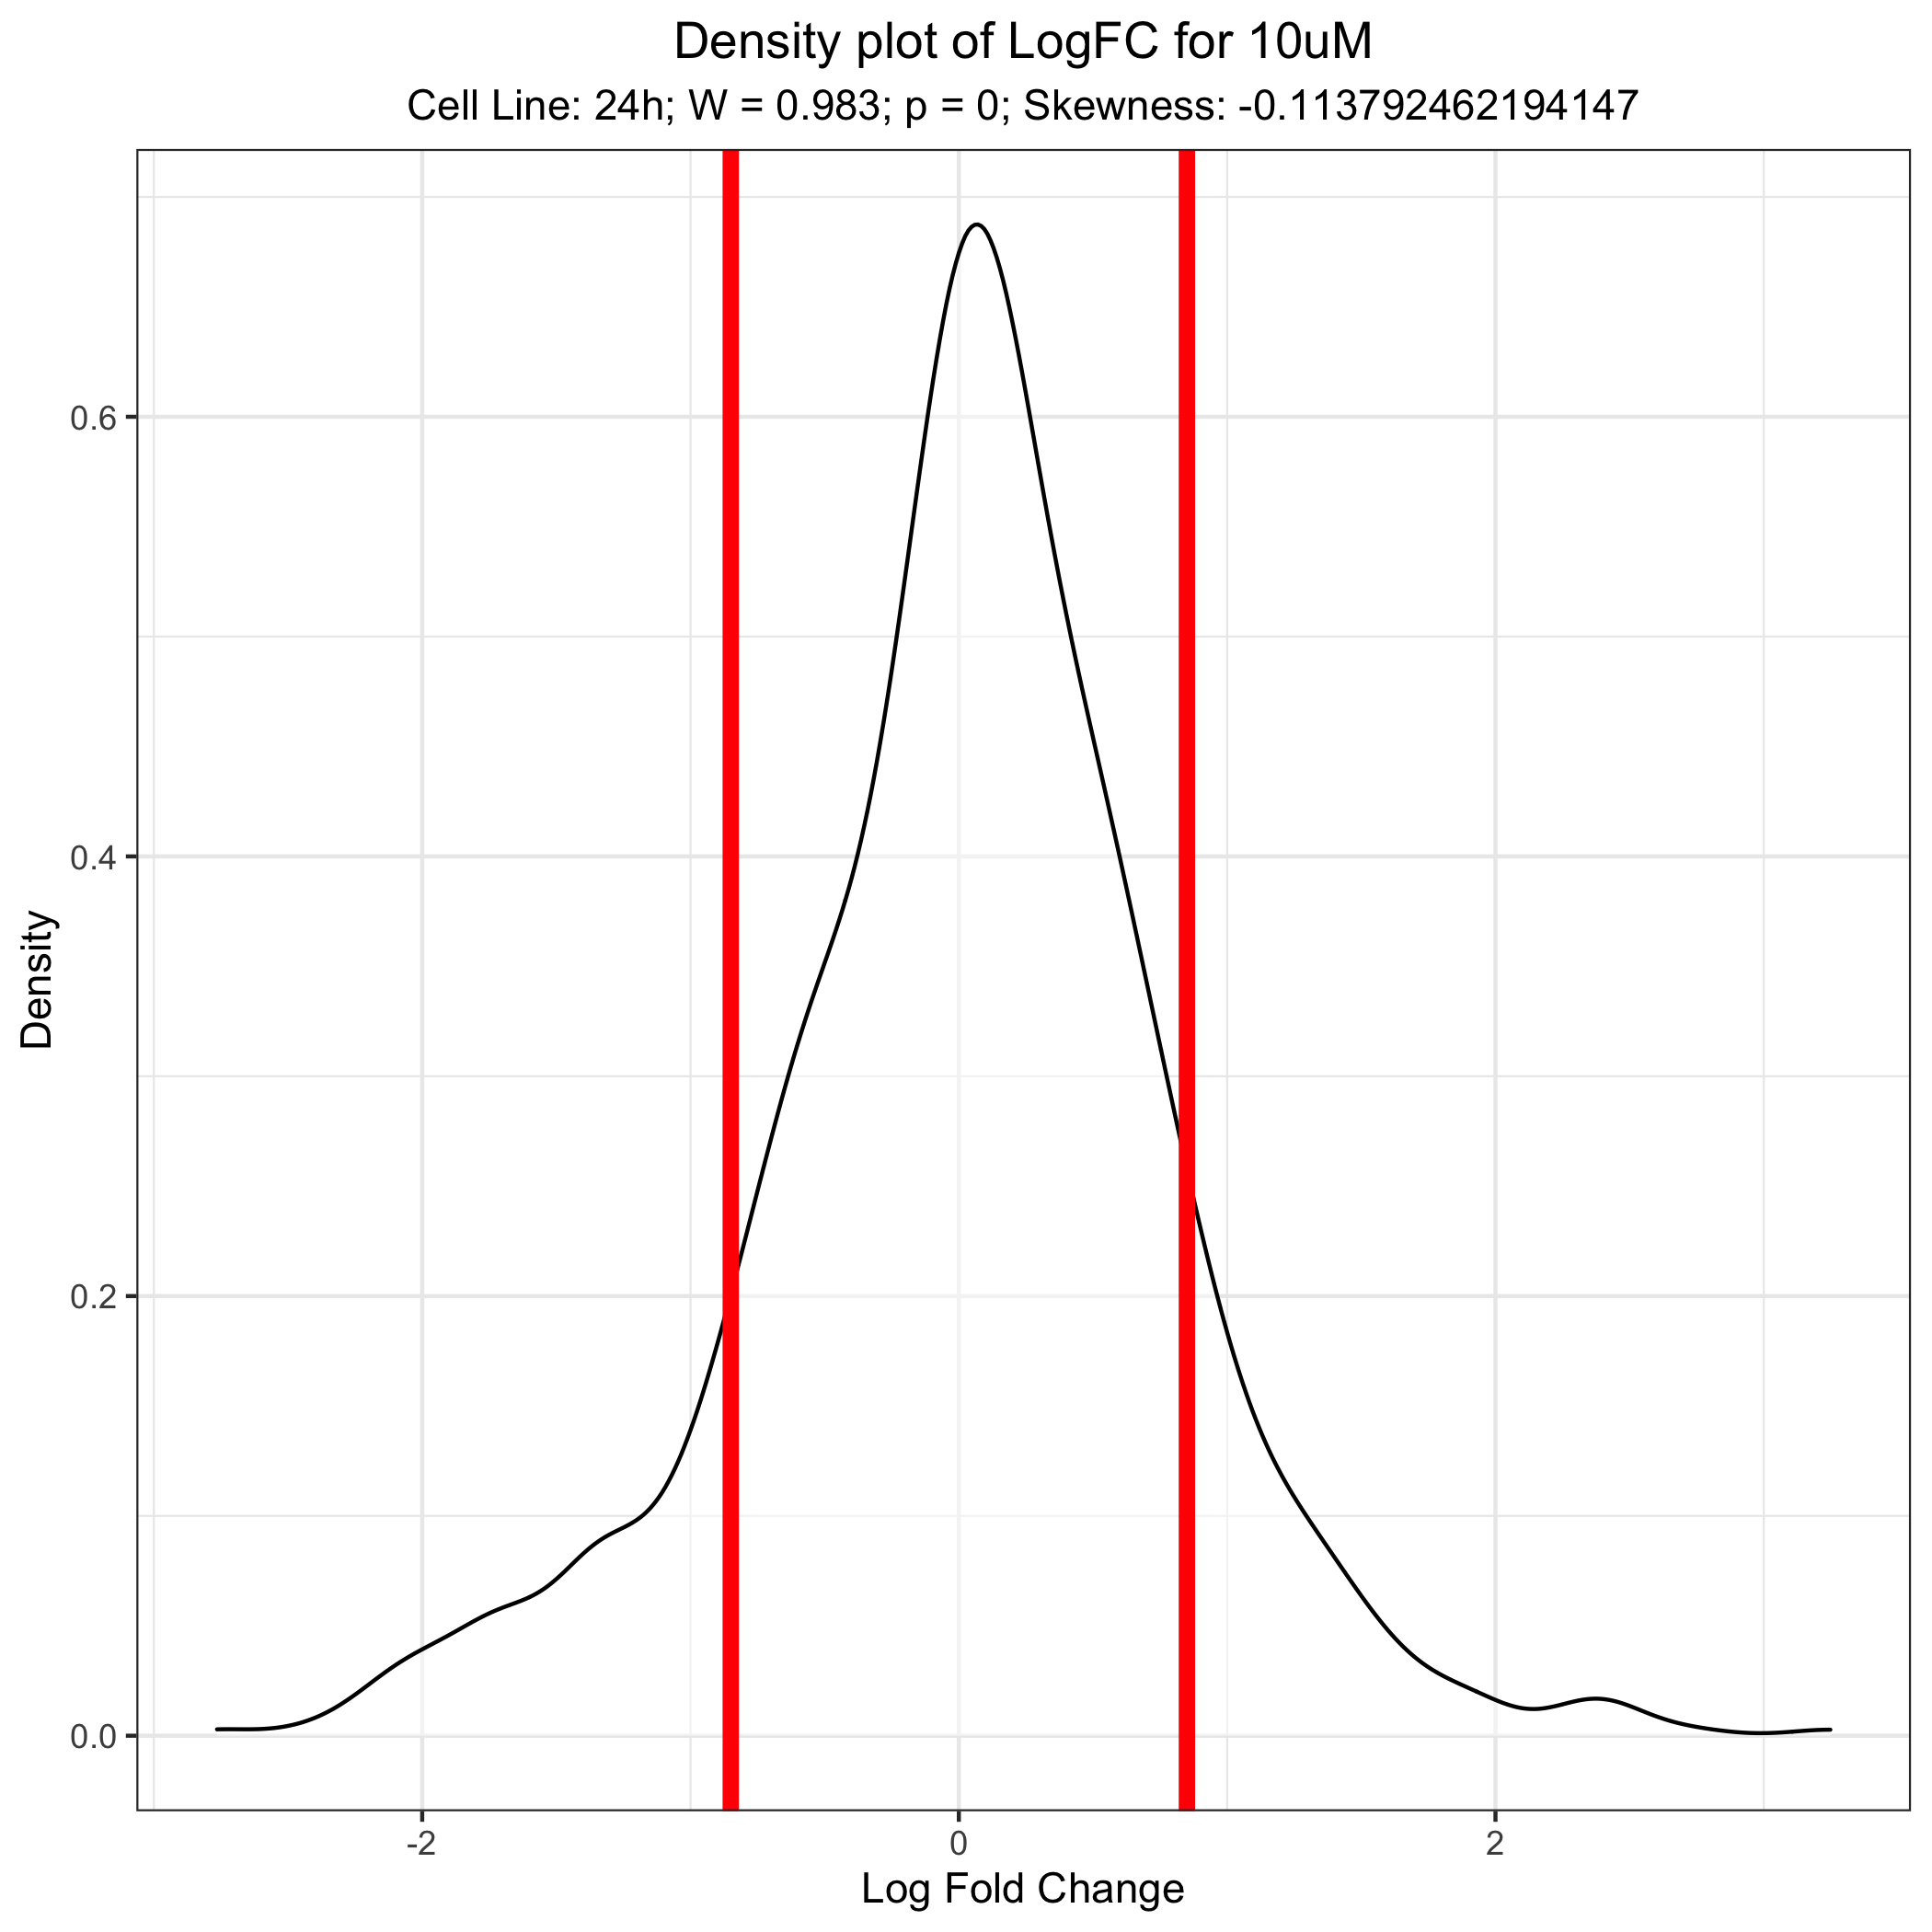 Density plot of LogFC for 10uM
Cell Line: 24h; W = 0.983; p = 0; Skewness: -0.113792462194147
0.6
0.4
0.2
0.0
Density
-2
0
2
Log Fold Change